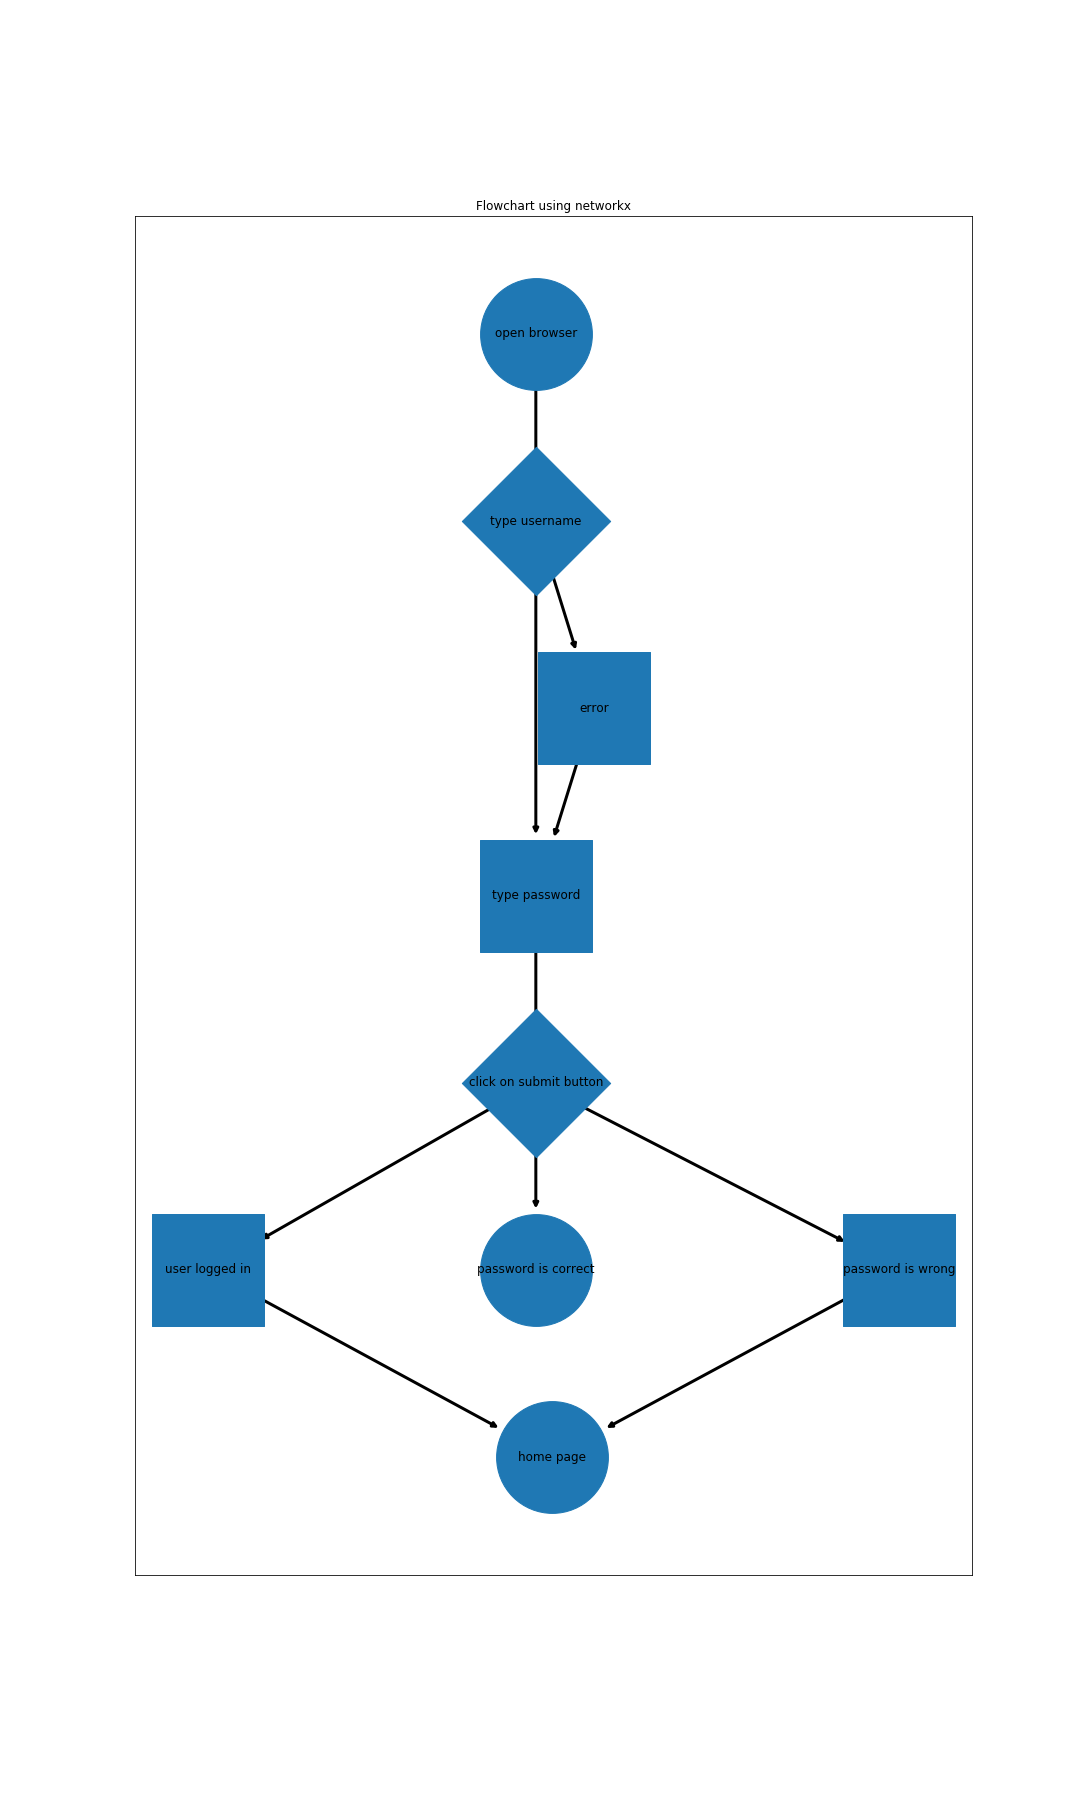 Flowchart using networkx
open browser
type username
error
type password
click on submit button
user logged in
password is correct
password is wrong
home page